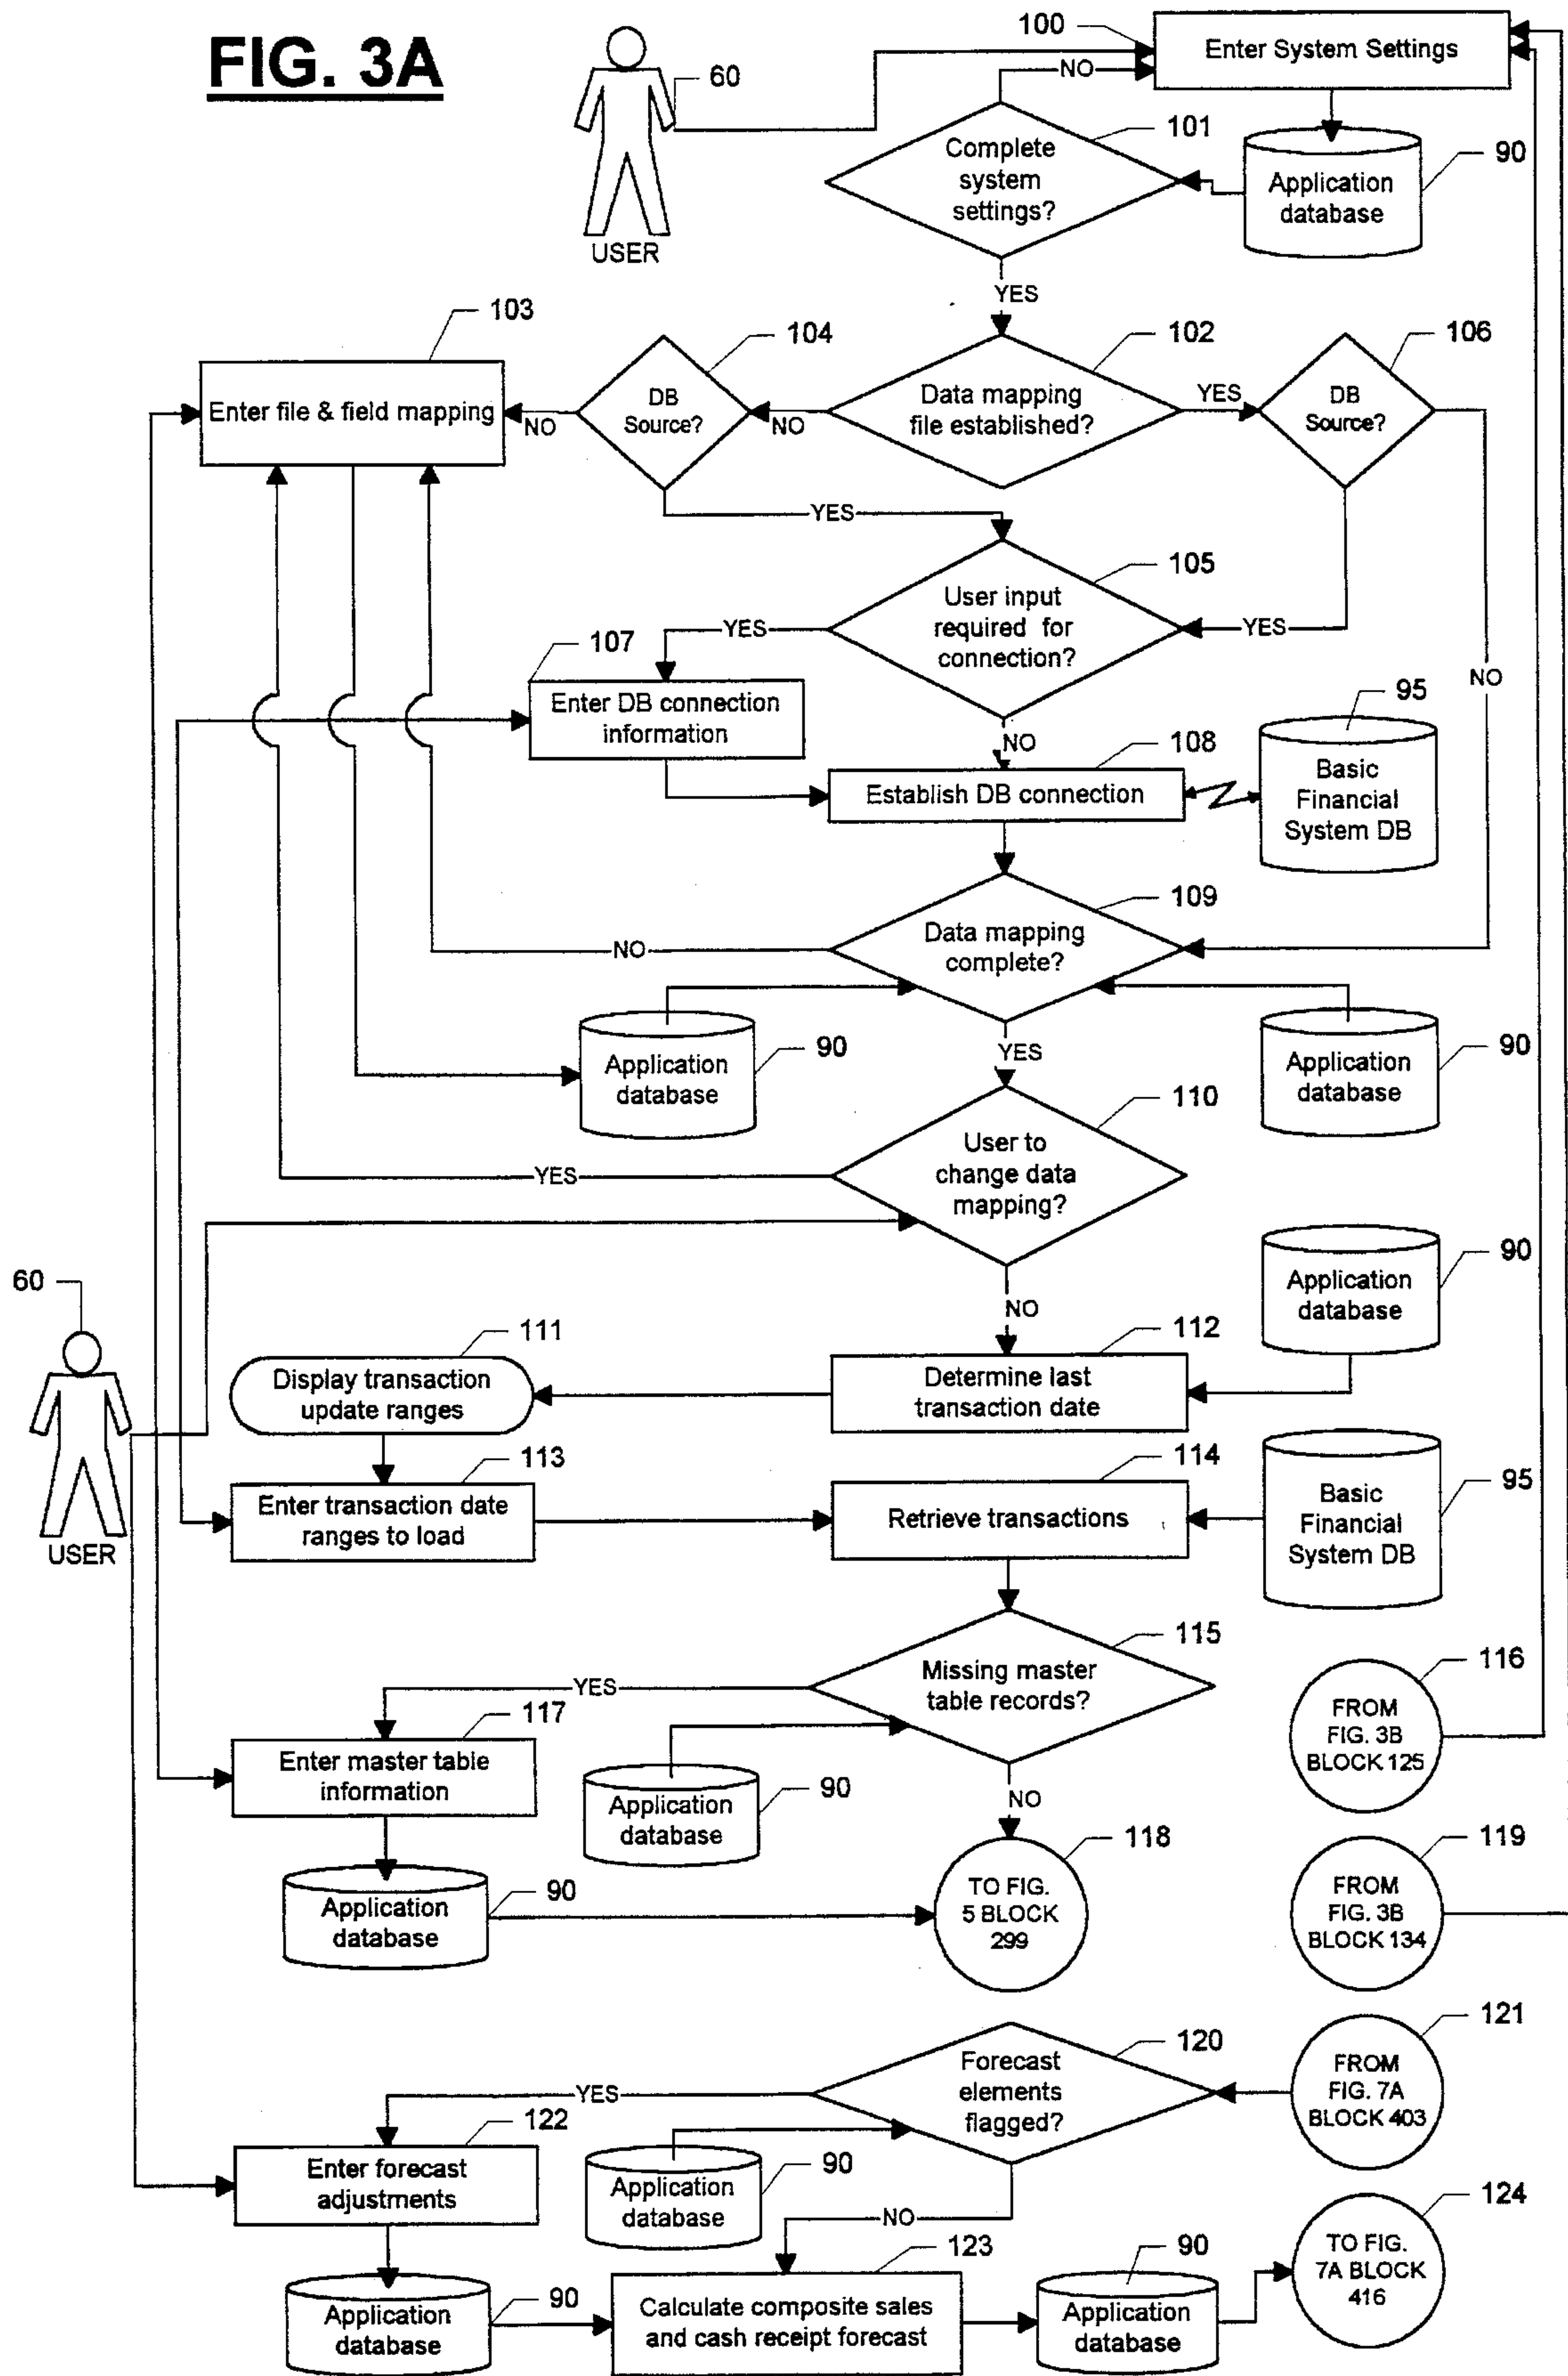 FIG. 3A
60
USER
100
Enter System Settings
NO
101
Complete
system
settings?
90
Application
database
YES
103
Enter file & field mapping
104
DB
Source?
NO
102
Data mapping
file established?
NO
YES
106
DB
Source?
YES
105
User input
required for
connection?
YES
YES
NO
107
Enter DB connection
information
NO
108
Establish DB connection
95
Basic
Financial
System DB
109
Data mapping
complete?
NO
90
Application
database
YES
90
Application
database
110
User to
change data
mapping?
YES
90
Application
database
NO
60
USER
111
Display transaction
update ranges
112
Determine last
transaction date
113
Enter transaction date
ranges to load
114
Retrieve transactions
95
Basic
Financial
System DB
115
Missing master
table records?
YES
116
FROM
FIG. 3B
BLOCK 125
117
Enter master table
information
90
Application
database
NO
118
TO FIG.
5 BLOCK
299
119
FROM
FIG. 3B
BLOCK 134
90
Application
database
120
Forecast
elements
flagged?
YES
121
FROM
FIG. 7A
BLOCK 403
122
Enter forecast
adjustments
90
Application
database
NO
123
Calculate composite sales
and cash receipt forecast
90
Application
database
90
Application
database
124
TO FIG.
7A BLOCK
416